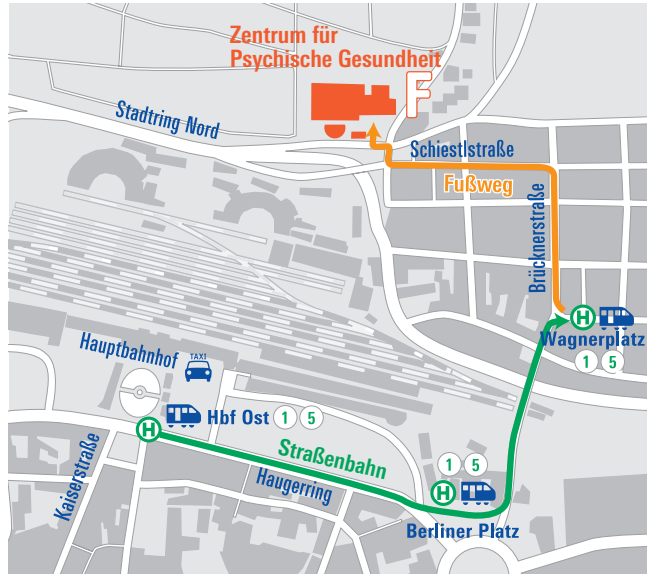 Zentrum für
Psychische Gesundheit
F
Stadtring Nord
Schiestlstraße
Fußweg
Brücknerstraße
H
Wagnerplatz
1 5
Hauptbahnhof
TAXI
Hbf Ost 1 5
H
Straßenbahn
Haugerring
Kaiserstraße
1 5
H
Berliner Platz